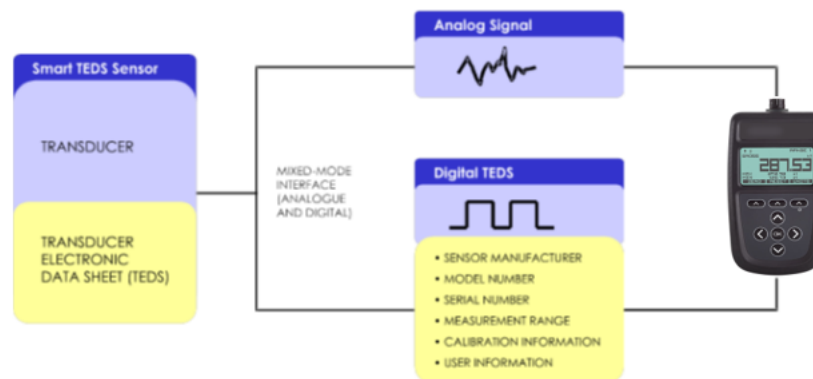 Smart TEDS Sensor
TRANSDUCER
TRANSDUCER
ELECTRONIC
DATA SHEET (TEDS)
MIXED-MODE
INTERFACE
(ANALOGUE
AND DIGITAL)
Analog Signal
Digital TEDS
• SENSOR MANUFACTURER
• MODEL NUMBER
• SERIAL NUMBER
• MEASUREMENT RANGE
• CALIBRATION INFORMATION
• USER INFORMATION
287.53
OK